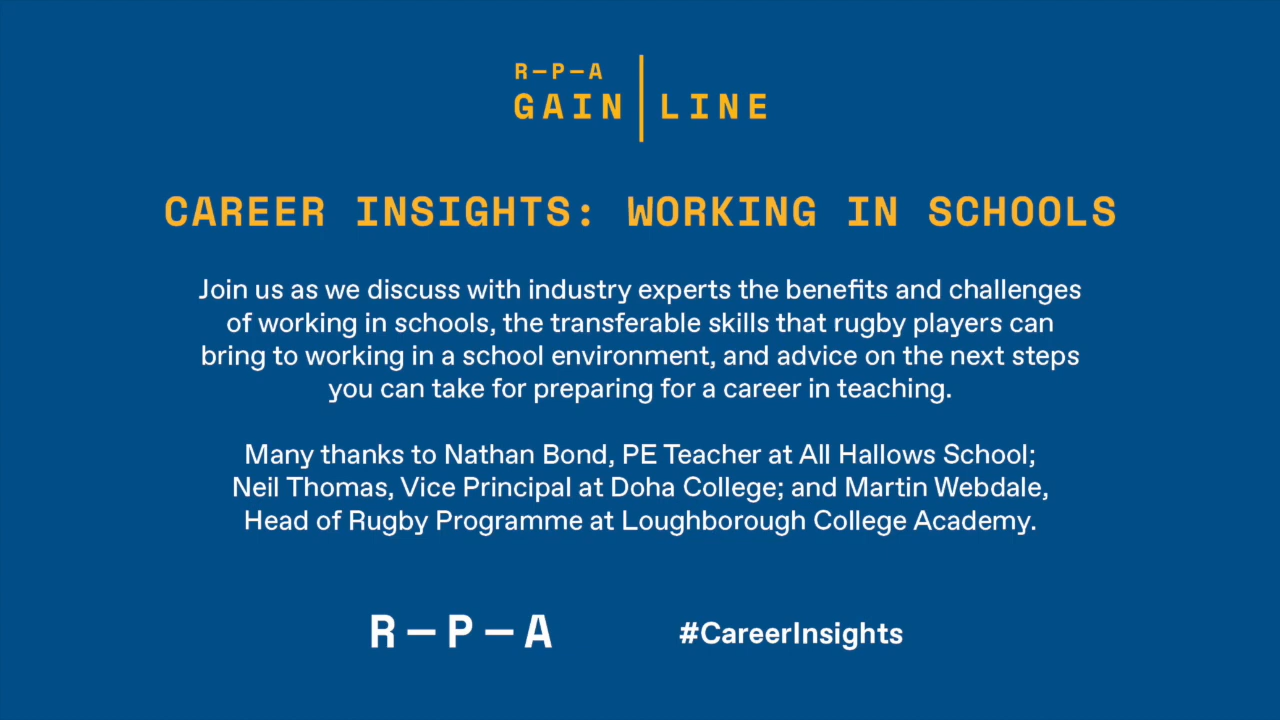 R–P–A
GAIN LINE
CAREER INSIGHTS: WORKING IN SCHOOLS
Join us as we discuss with industry experts the benefits and challenges
of working in schools, the transferable skills that rugby players can
bring to working in a school environment, and advice on the next steps
you can take for preparing for a career in teaching.
Many thanks to Nathan Bond, PE Teacher at All Hallows School;
Neil Thomas, Vice Principal at Doha College; and Martin Webdale,
Head of Rugby Programme at Loughborough College Academy.
R–P–A
#CareerInsights